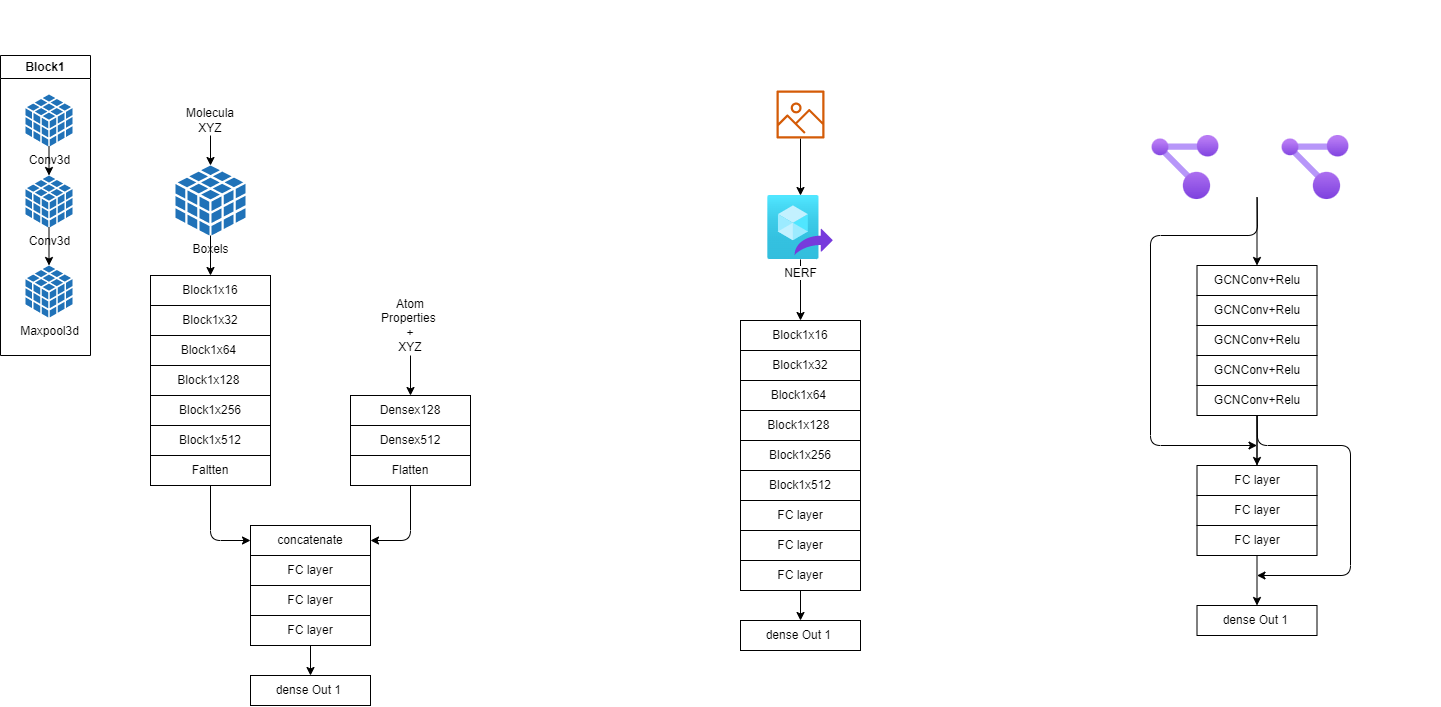 Block1
Conv3d
Conv3d
Maxpool3d
Molecula
XYZ
Boxels
Block1x16
Block1x32
Block1x64
Block1x128
Block1x256
Block1x512
Faltten
Atom
Properties
+
XYZ
Densex128
Densex512
Flatten
concatenate
FC layer
FC layer
FC layer
dense Out 1
NERF
Block1x16
Block1x32
Block1x64
Block1x128
Block1x256
Block1x512
FC layer
FC layer
FC layer
dense Out 1
GCNConv+Relu
GCNConv+Relu
GCNConv+Relu
GCNConv+Relu
GCNConv+Relu
FC layer
FC layer
FC layer
dense Out 1